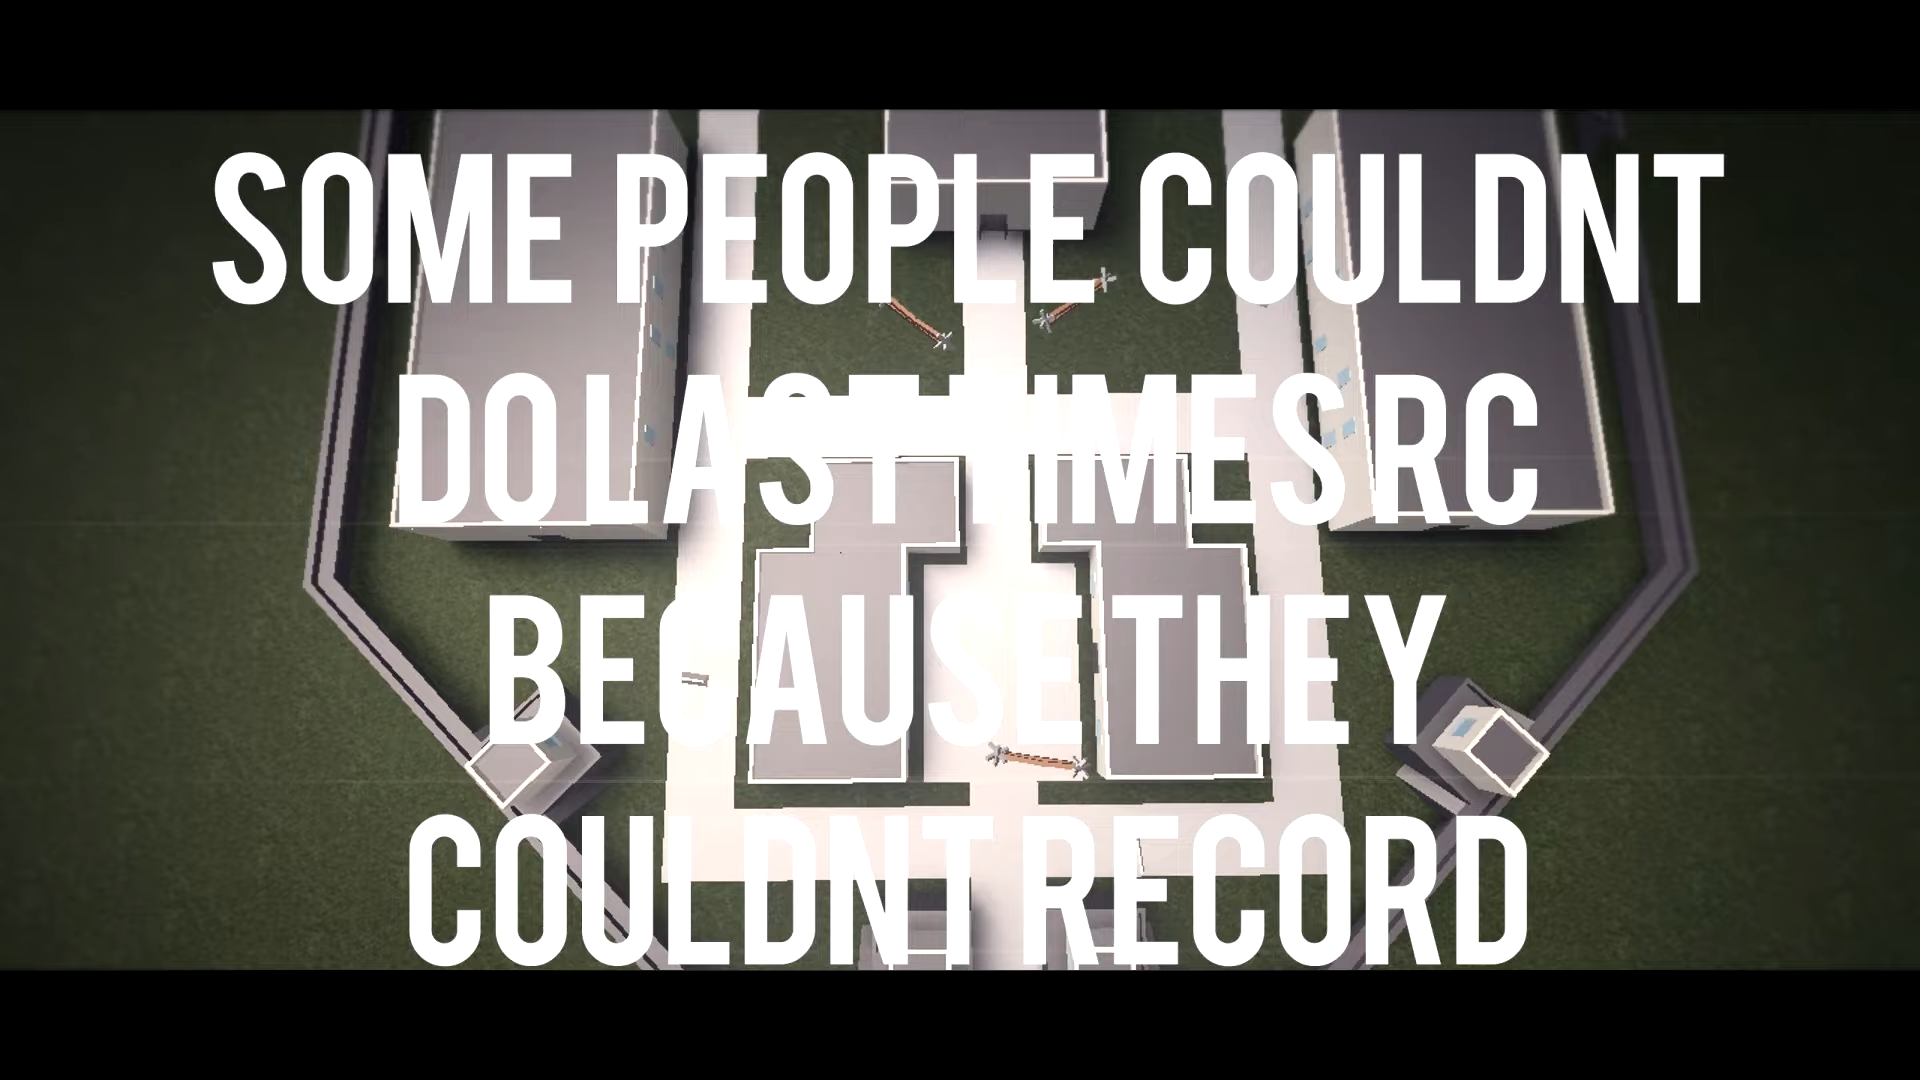 SOME PEOPLE COULDNT
DO LAST TIMES RC
BECAUSE THEY
COULDNT RECORD